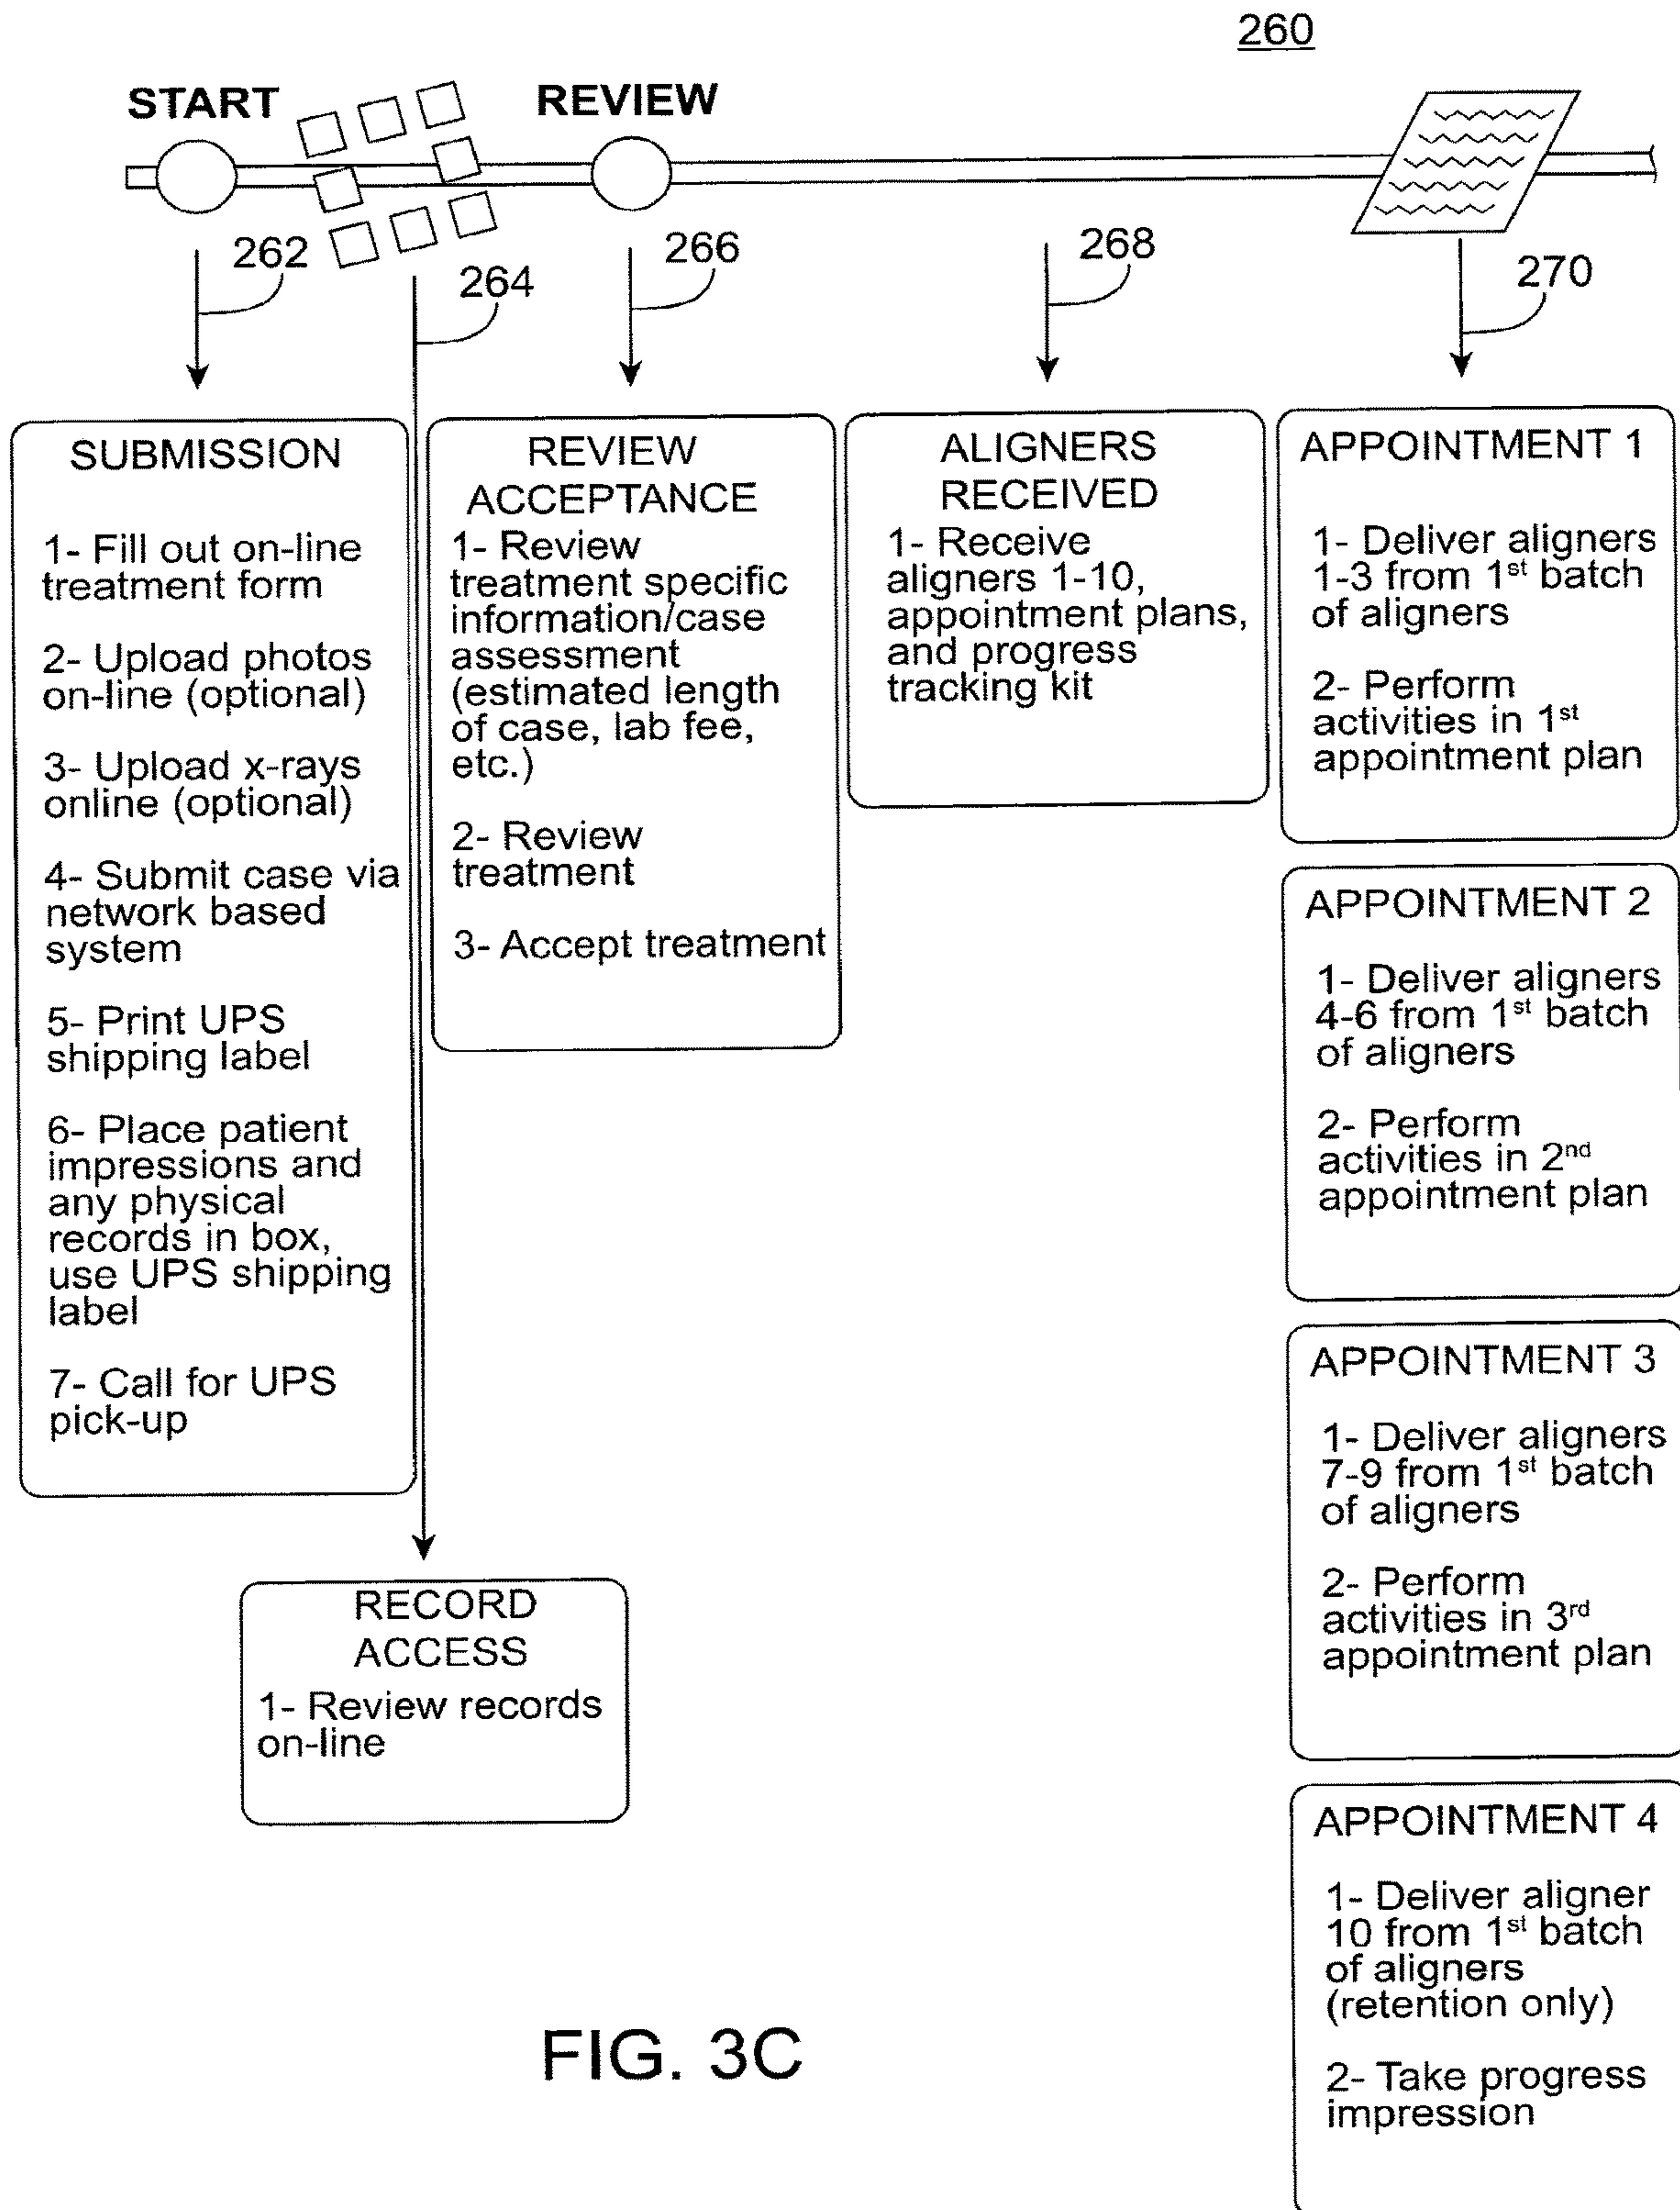 260
START
REVIEW
262
264
266
268
270
SUBMISSION
1- Fill out on-line
treatment form
2- Upload photos
on-line (optional)
3- Upload x-rays
online (optional)
4- Submit case via
network based
system
5- Print UPS
shipping label
6- Place patient
impressions and
any physical
records in box,
use UPS shipping
label
7- Call for UPS
pick-up
RECORD
ACCESS
1- Review records
on-line
REVIEW
ACCEPTANCE
1- Review
treatment specific
information/case
assessment
(estimated length
of case, lab fee,
etc.)
2- Review
treatment
3- Accept treatment
ALIGNERS
RECEIVED
1- Receive
aligners 1-10,
appointment plans,
and progress
tracking kit
APPOINTMENT 1
1- Deliver aligners
1-3 from 1st batch
of aligners
2- Perform
activities in 1st
appointment plan
APPOINTMENT 2
1- Deliver aligners
4-6 from 1st batch
of aligners
2- Perform
activities in 2nd
appointment plan
APPOINTMENT 3
1- Deliver aligners
7-9 from 1st batch
of aligners
2- Perform
activities in 3rd
appointment plan
APPOINTMENT 4
1- Deliver aligner
10 from 1st batch
of aligners
(retention only)
2- Take progress
impression
FIG. 3C